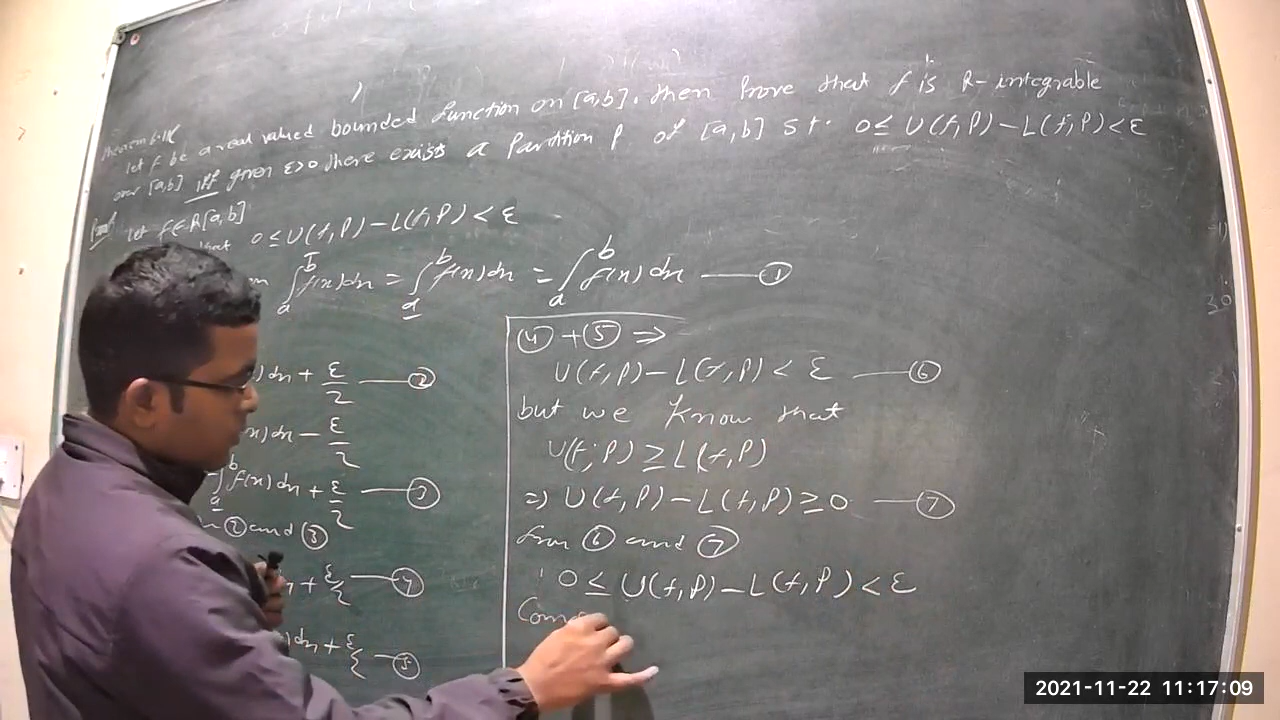 Theorem
let f be a real valued bounded function on [a,b]. then Prove that f is R-integrable
over [a,b] iff given ε>0 there exists a Partition P of [a,b] s.t. 0 ≤ U(f,P) – L(f,P) < ε
Proof let f∈R[a,b]
that 0 ≤ U(f,P) – L(f,P) < ε
∫_a^b̄ f(x)dx = ∫_a̲^b f(x)dx = ∫_a^b f(x)dx —— ①
)dx + ε/2 —— ②
x)dx – ε/2
∫_a̲^b f(x)dx + ε/2 —— ③
② and ③
+ ε/2 —— ④
)dx + ε/2 — ⑤
④ + ⑤ ⇒
U(f,P) – L(f,P) < ε —— ⑥
but we know that
U(f,P) ≥ L(f,P)
⇒ U(f,P) – L(f,P) ≥ 0 —— ⑦
from ⑥ and ⑦
0 ≤ U(f,P) – L(f,P) < ε
Con
2021-11-22 11:17:09